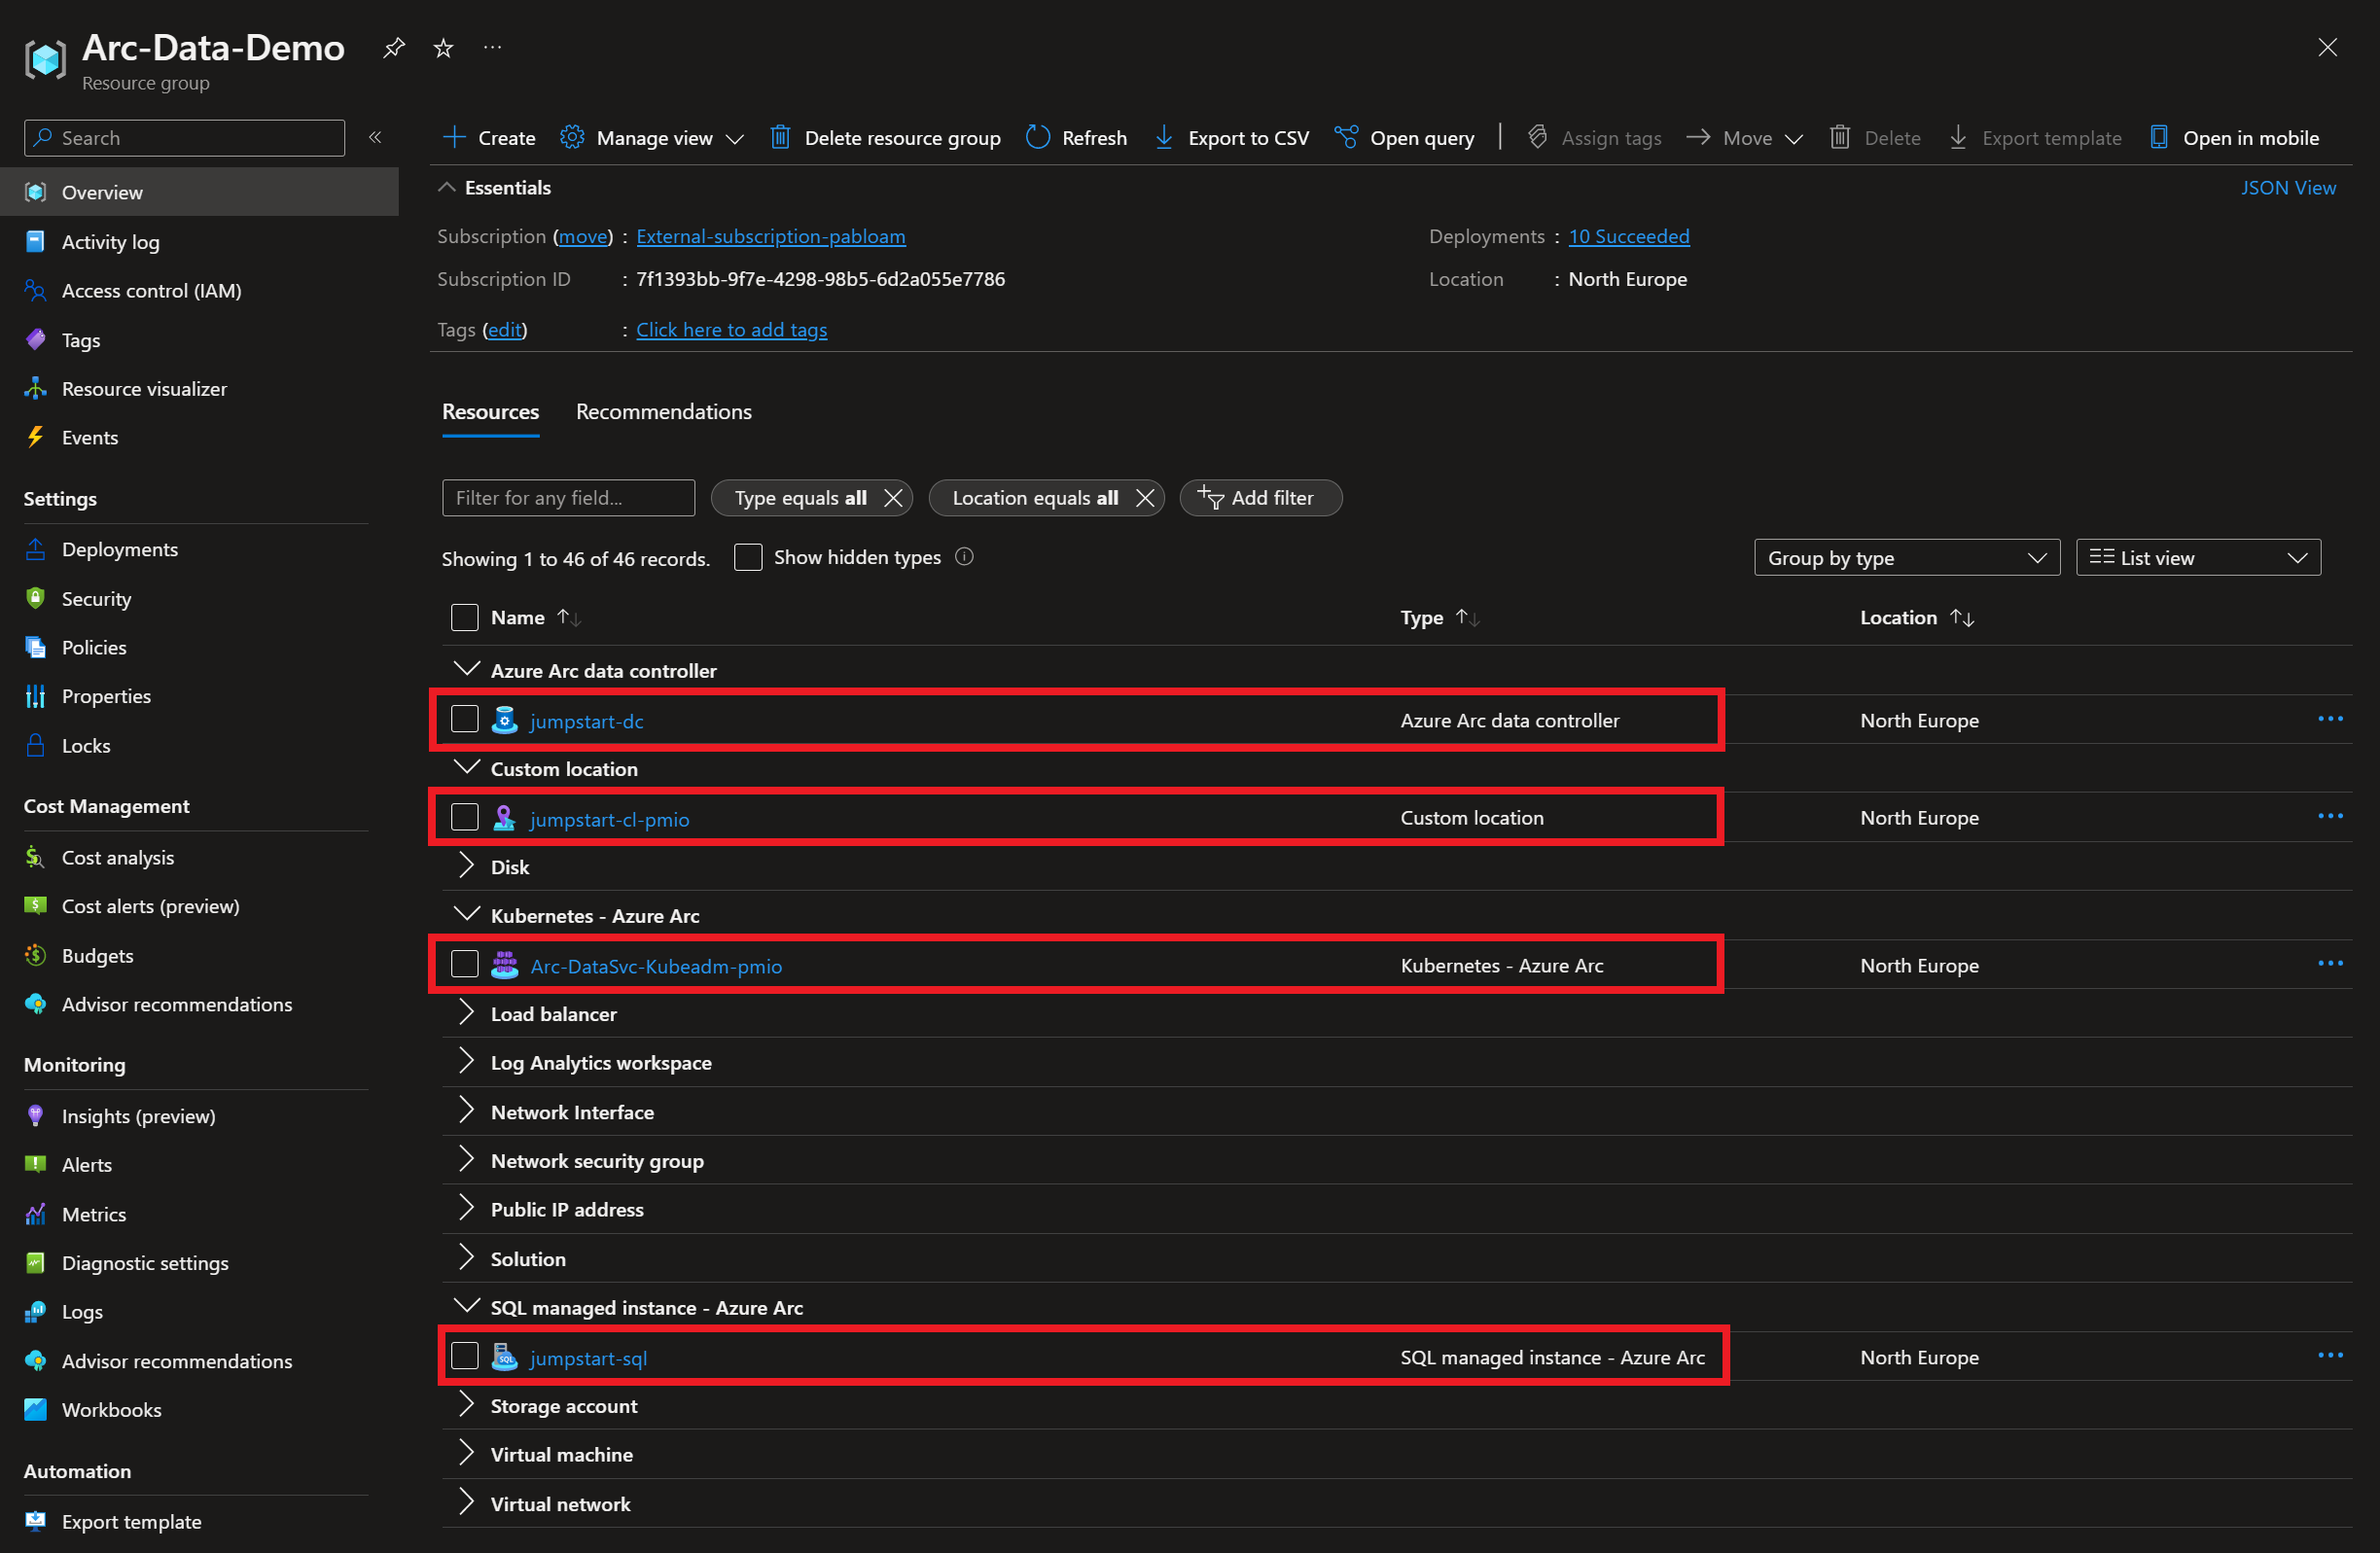 Arc-Data-Demo
Resource group
Search
Overview
Activity log
Access control (IAM)
Tags
Resource visualizer
Events
Settings
Deployments
Security
Policies
Properties
Locks
Cost Management
Cost analysis
Cost alerts (preview)
Budgets
Advisor recommendations
Monitoring
Insights (preview)
Alerts
Metrics
Diagnostic settings
Logs
Advisor recommendations
Workbooks
Automation
Export template
Create Manage view Delete resource group Refresh Export to CSV Open query Assign tags Move Delete Export template Open in mobile
Essentials JSON View
Subscription (move) : External-subscription-pabloam Deployments : 10 Succeeded
Subscription ID : 7f1393bb-9f7e-4298-98b5-6d2a055e7786 Location : North Europe
Tags (edit) : Click here to add tags
Resources Recommendations
Filter for any field... Type equals all Location equals all Add filter
Showing 1 to 46 of 46 records. Show hidden types Group by type List view
Name Type Location
Azure Arc data controller
jumpstart-dc Azure Arc data controller North Europe
Custom location
jumpstart-cl-pmio Custom location North Europe
Disk
Kubernetes - Azure Arc
Arc-DataSvc-Kubeadm-pmio Kubernetes - Azure Arc North Europe
Load balancer
Log Analytics workspace
Network Interface
Network security group
Public IP address
Solution
SQL managed instance - Azure Arc
jumpstart-sql SQL managed instance - Azure Arc North Europe
Storage account
Virtual machine
Virtual network